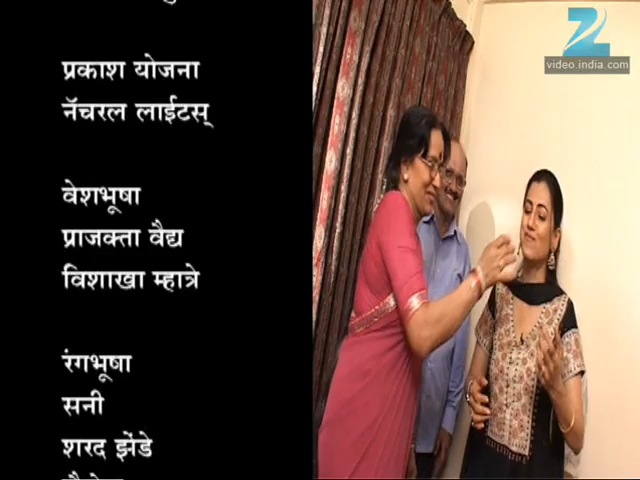 Z
video.india.com
प्रकाश योजना
नॅचरल लाईटस्
वेशभूषा
प्राजक्ता वैद्य
विशाखा म्हात्रे
रंगभूषा
सनी
शरद झेंडे